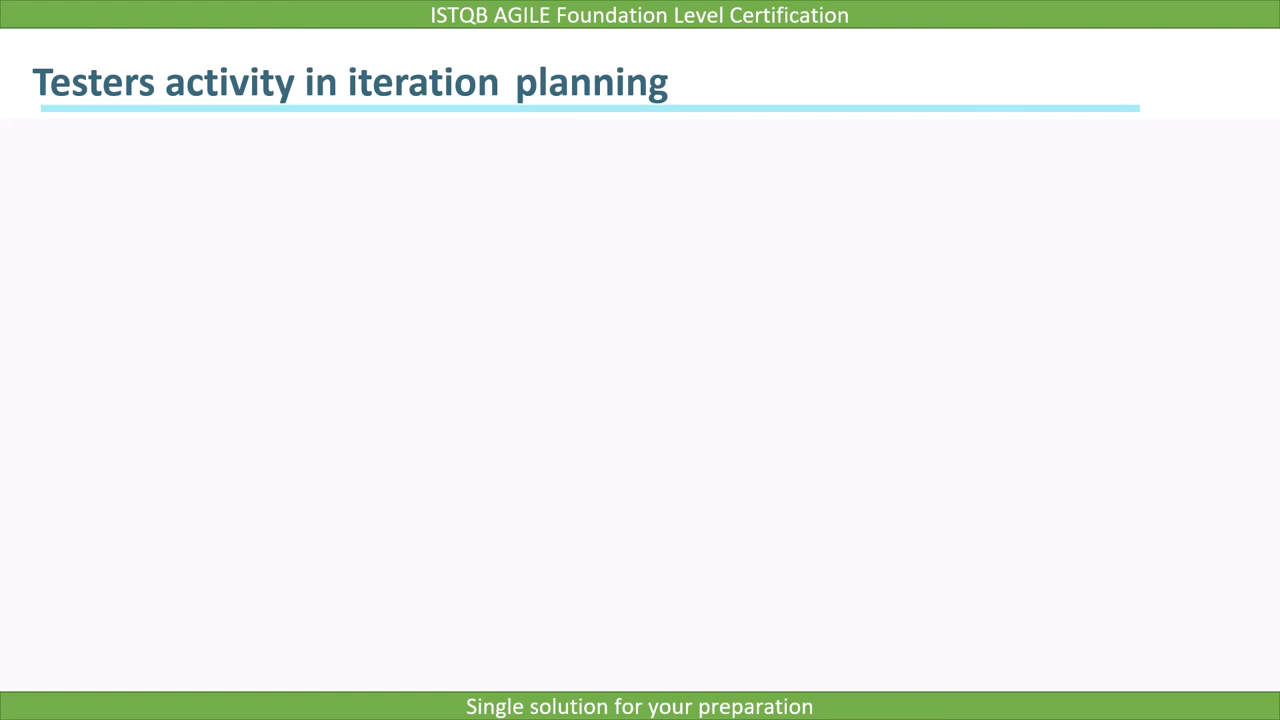 ISTQB AGILE Foundation Level Certification
Testers activity in iteration planning
Single solution for your preparation